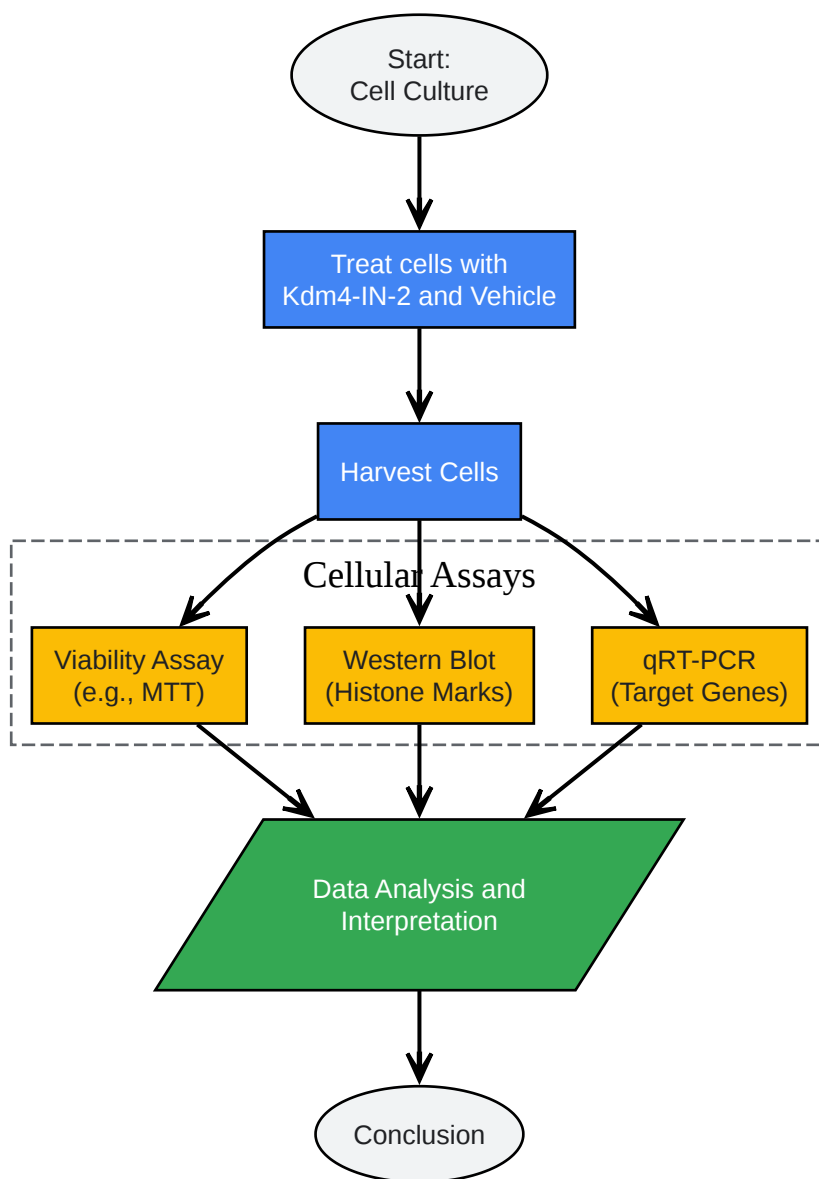 Start:
Cell Culture
Treat cells with
Kdm4-IN-2 and Vehicle
Harvest Cells
Cellular Assays
Viability Assay
(e.g., MTT)
Western Blot
(Histone Marks)
qRT-PCR
(Target Genes)
Data Analysis and
Interpretation
Conclusion